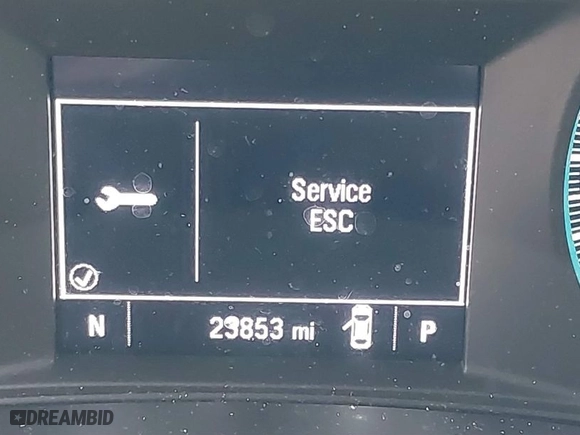 Service
ESC
N 23853 mi P
DREAMBID